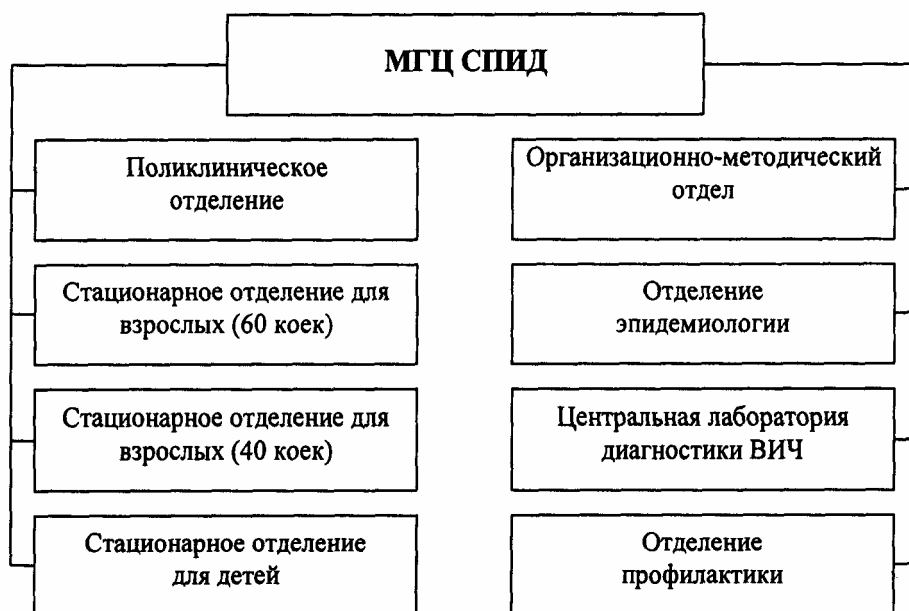 МГЦ СПИД
Поликлиническое
отделение
Стационарное отделение для
взрослых (60 коек)
Стационарное отделение для
взрослых (40 коек)
Стационарное отделение
для детей
Организационно-методический
отдел
Отделение
эпидемиологии
Центральная лаборатория
диагностики ВИЧ
Отделение
профилактики